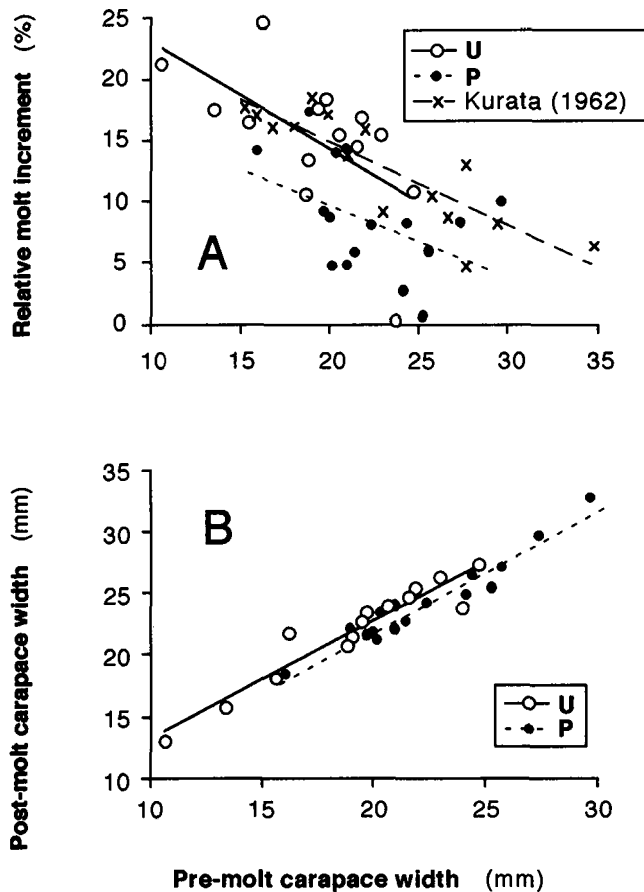 Relative molt increment (%)
25
20
15
10
5
0
A
U
P
Kurata (1962)
10 15 20 25 30 35
Post-molt carapace width (mm)
35
30
25
20
15
10
B
U
P
10 15 20 25 30
Pre-molt carapace width (mm)